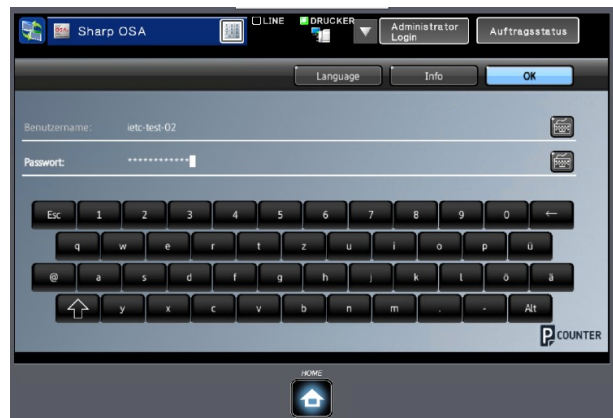 Sharp OSA
LINE
DRUCKER
Administrator
Login
Auftragsstatus
Language
Info
OK
Benutzername: ietc-test-02
Passwort: ************
Esc 1 2 3 4 5 6 7 8 9 0 ←
q w e r t z u i o p ü
@ a s d f g h j k l ö ä
y x c v b n m . - Alt
P COUNTER
HOME